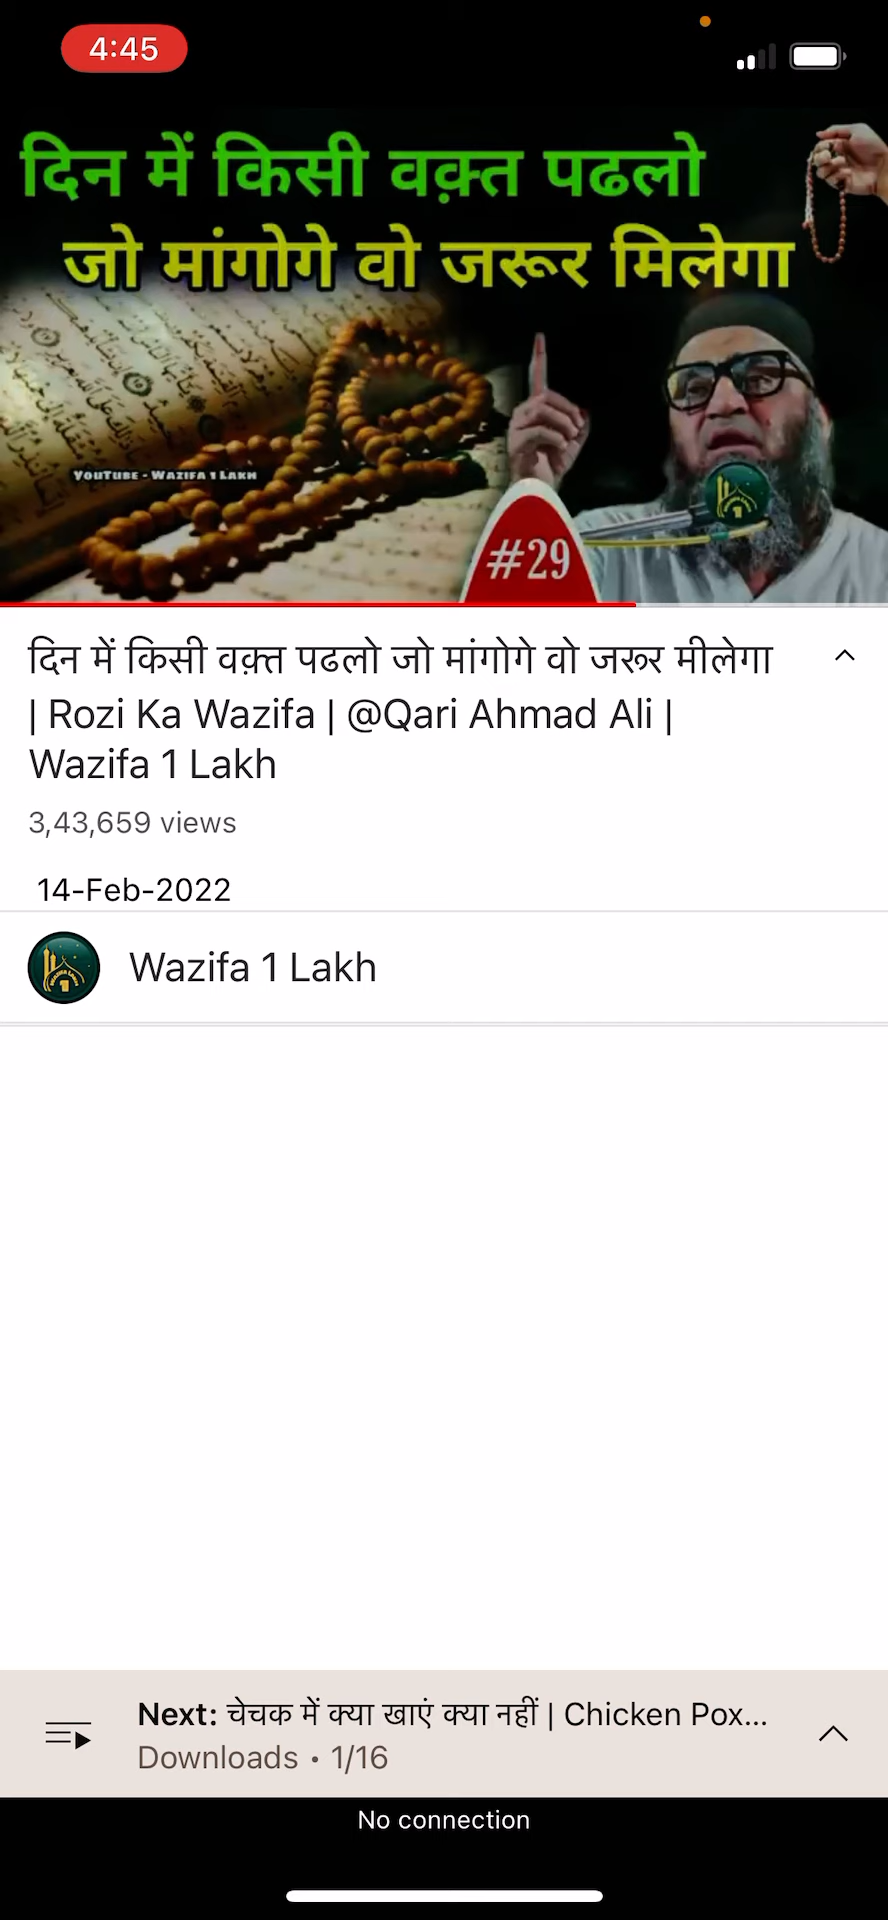 4:45
दिन में किसी वक़्त पढलो
जो मांगोगे वो जरूर मिलेगा
YOUTUBE - WAZIFA 1 LAKH
#29
दिन में किसी वक़्त पढलो जो मांगोगे वो जरूर मीलेगा
| Rozi Ka Wazifa | @Qari Ahmad Ali |
Wazifa 1 Lakh
3,43,659 views
14-Feb-2022
Wazifa 1 Lakh
Next: चेचक में क्या खाएं क्या नहीं | Chicken Pox...
Downloads • 1/16
No connection